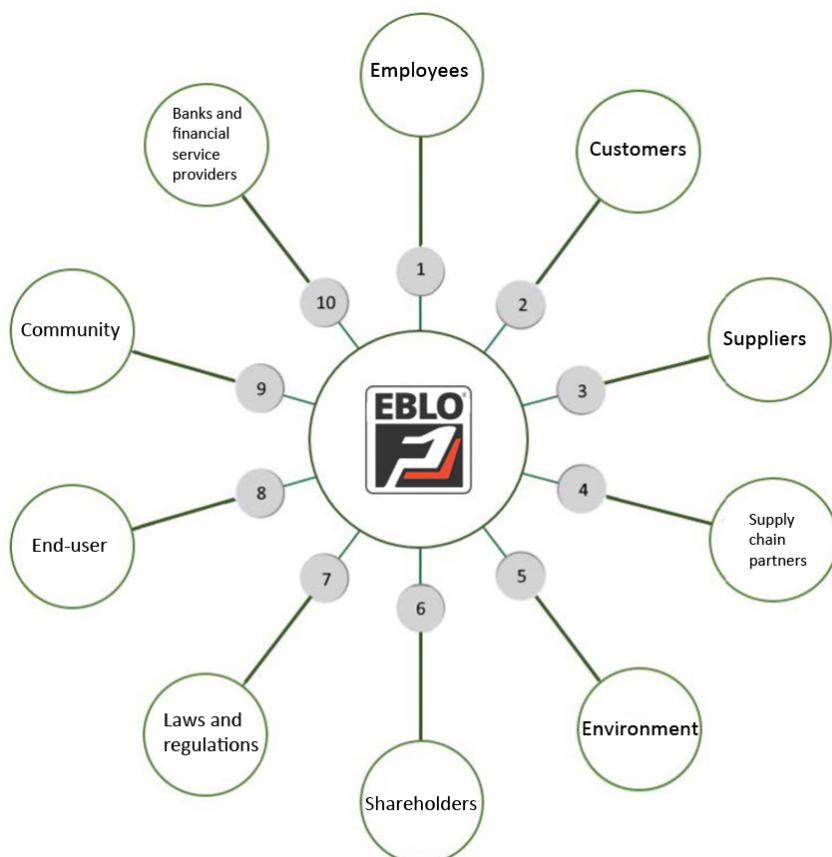 EBLO
1
Employees
2
Customers
3
Suppliers
4
Supply
chain
partners
5
Environment
6
Shareholders
7
Laws and
regulations
8
End-user
9
Community
10
Banks and
financial
service
providers